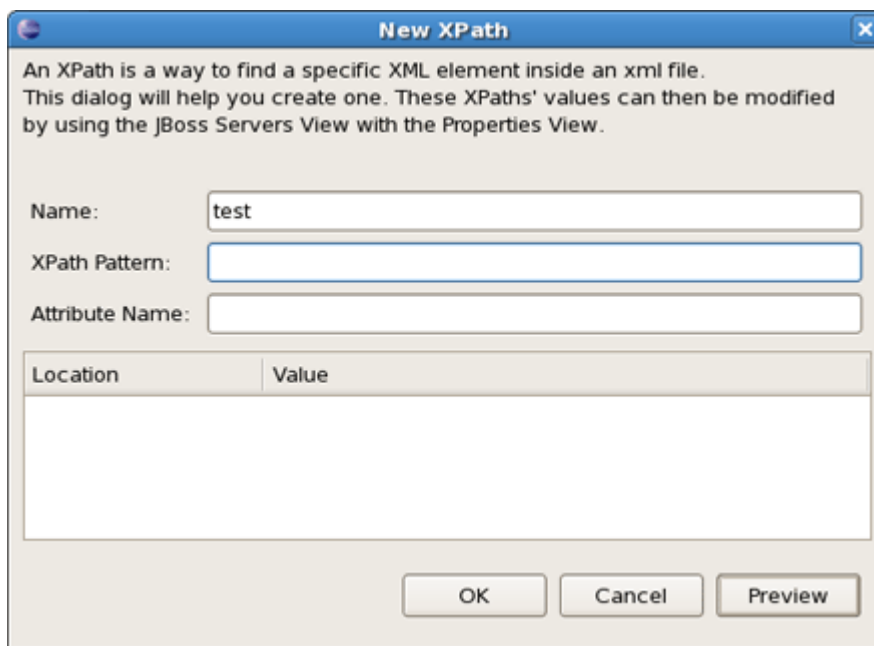 New XPath
An XPath is a way to find a specific XML element inside an xml file.
This dialog will help you create one. These XPaths' values can then be modified
by using the JBoss Servers View with the Properties View.
Name: test
XPath Pattern:
Attribute Name:
Location Value
OK Cancel Preview